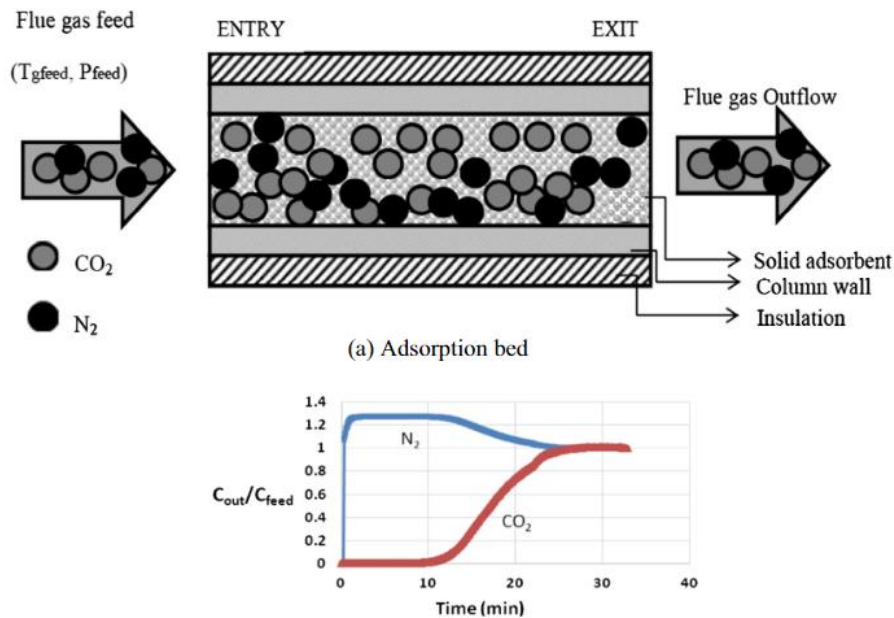 Flue gas feed
(Tgfeed, Pfeed)
ENTRY
EXIT
Flue gas Outflow
CO₂
N₂
Solid adsorbent
Column wall
Insulation
(a) Adsorption bed
1.4
1.2
1
0.8
0.6
0.4
0.2
0
Cout/Cfeed
N₂
CO₂
0 10 20 30 40
Time (min)